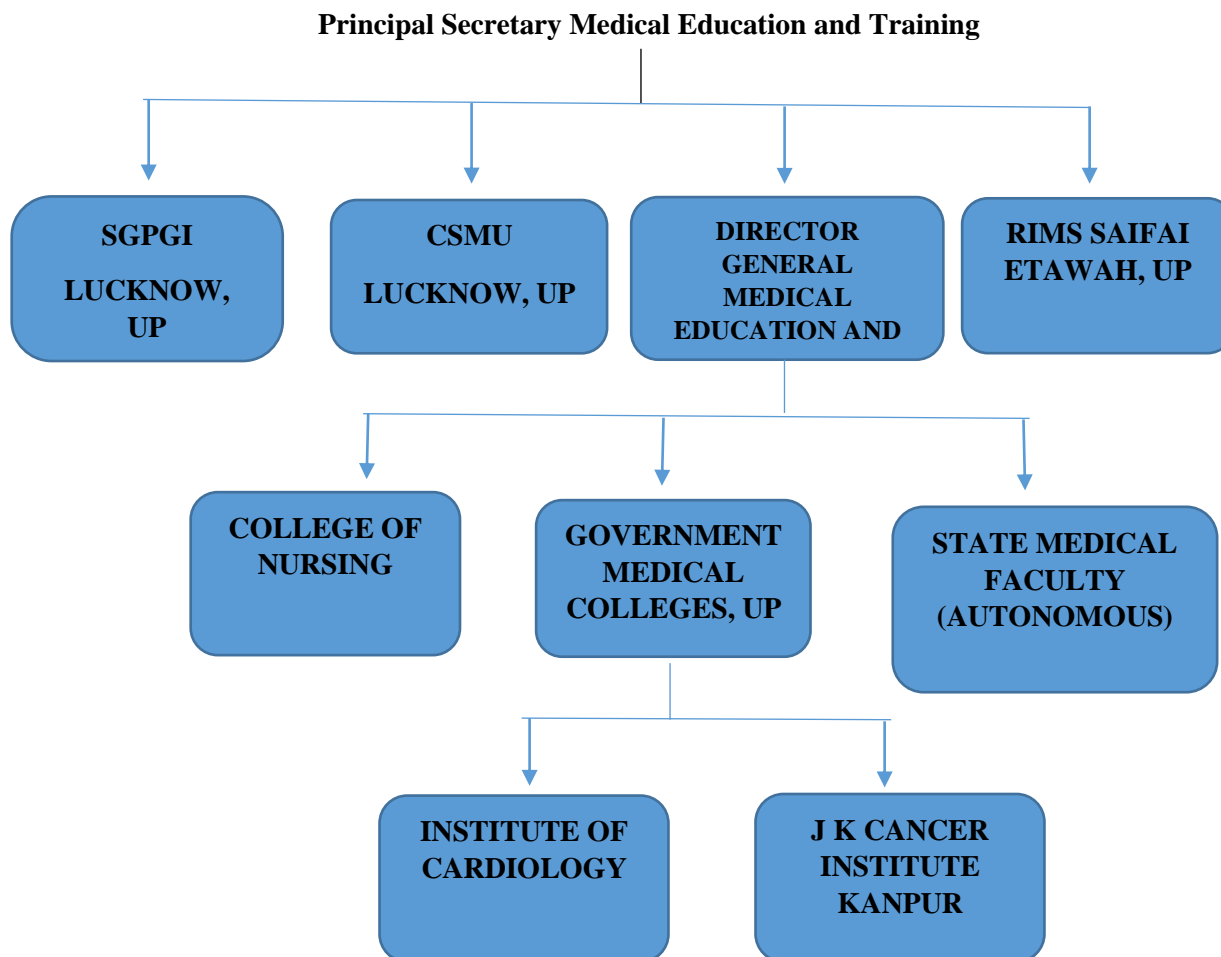 Principal Secretary Medical Education and Training
SGPGI
LUCKNOW,
UP
CSMU
LUCKNOW, UP
DIRECTOR
GENERAL
MEDICAL
EDUCATION AND
RIMS SAIFAI
ETAWAH, UP
COLLEGE OF
NURSING
GOVERNMENT
MEDICAL
COLLEGES, UP
STATE MEDICAL
FACULTY
(AUTONOMOUS)
INSTITUTE OF
CARDIOLOGY
J K CANCER
INSTITUTE
KANPUR